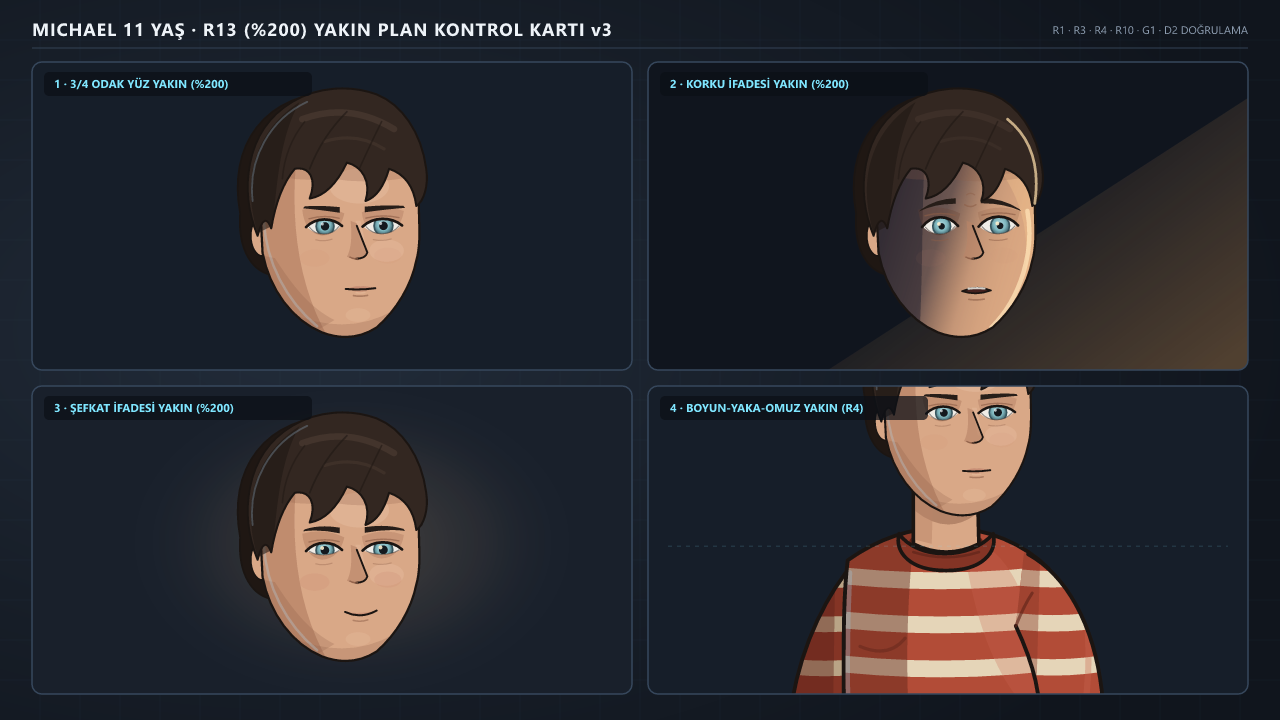 MICHAEL 11 YAŞ · R13 (%200) YAKIN PLAN KONTROL KARTI v3
R1 · R3 · R4 · R10 · G1 · D2 DOĞRULAMA
1 · 3/4 ODAK YÜZ YAKIN (%200)
2 · KORKU İFADESİ YAKIN (%200)
3 · ŞEFKAT İFADESİ YAKIN (%200)
4 · BOYUN-YAKA-OMUZ YAKIN (R4)